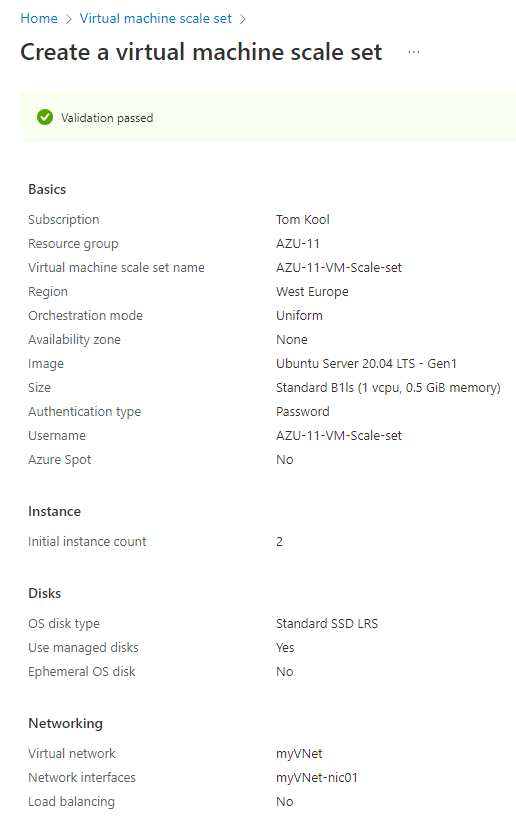 Home > Virtual machine scale set >
Create a virtual machine scale set ...
Validation passed
Basics
Subscription Tom Kool
Resource group AZU-11
Virtual machine scale set name AZU-11-VM-Scale-set
Region West Europe
Orchestration mode Uniform
Availability zone None
Image Ubuntu Server 20.04 LTS - Gen1
Size Standard B1ls (1 vcpu, 0.5 GiB memory)
Authentication type Password
Username AZU-11-VM-Scale-set
Azure Spot No
Instance
Initial instance count 2
Disks
OS disk type Standard SSD LRS
Use managed disks Yes
Ephemeral OS disk No
Networking
Virtual network myVNet
Network interfaces myVNet-nic01
Load balancing No